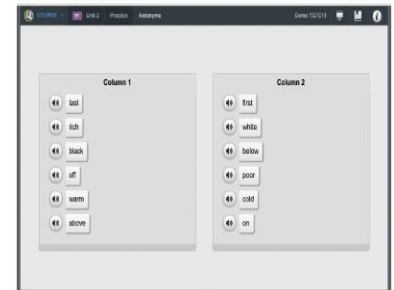 Unit 2 Practice Antonyms
Column 1
last
rich
black
off
warm
above
Column 2
first
white
below
poor
cold
on